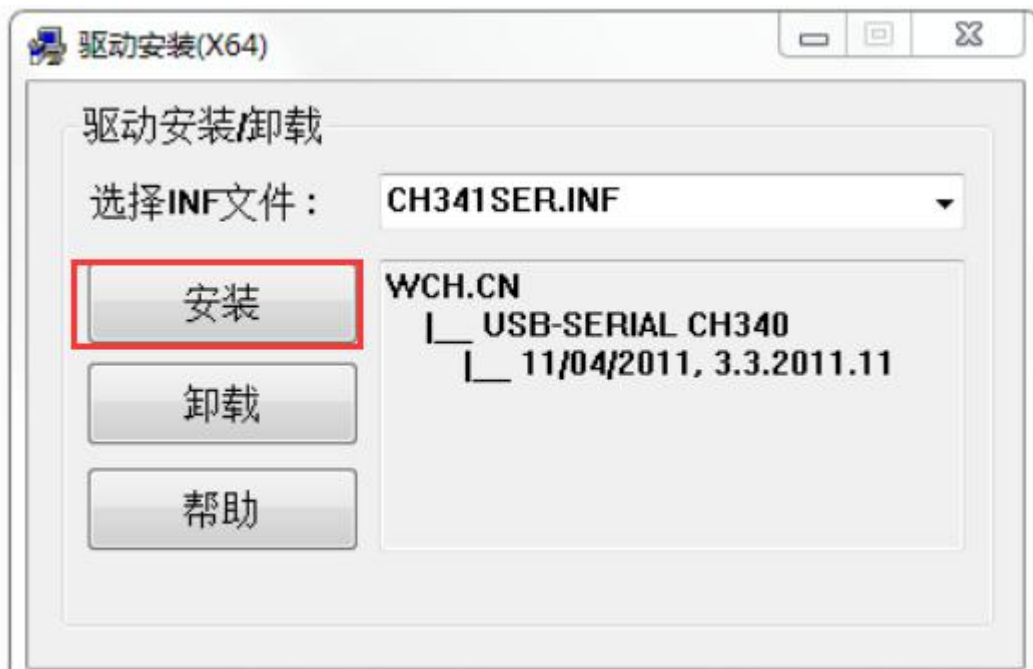 驱动安装(X64)
驱动安装/卸载
选择INF文件： CH341SER.INF
安装
WCH.CN
|__ USB-SERIAL CH340
|__ 11/04/2011, 3.3.2011.11
卸载
帮助